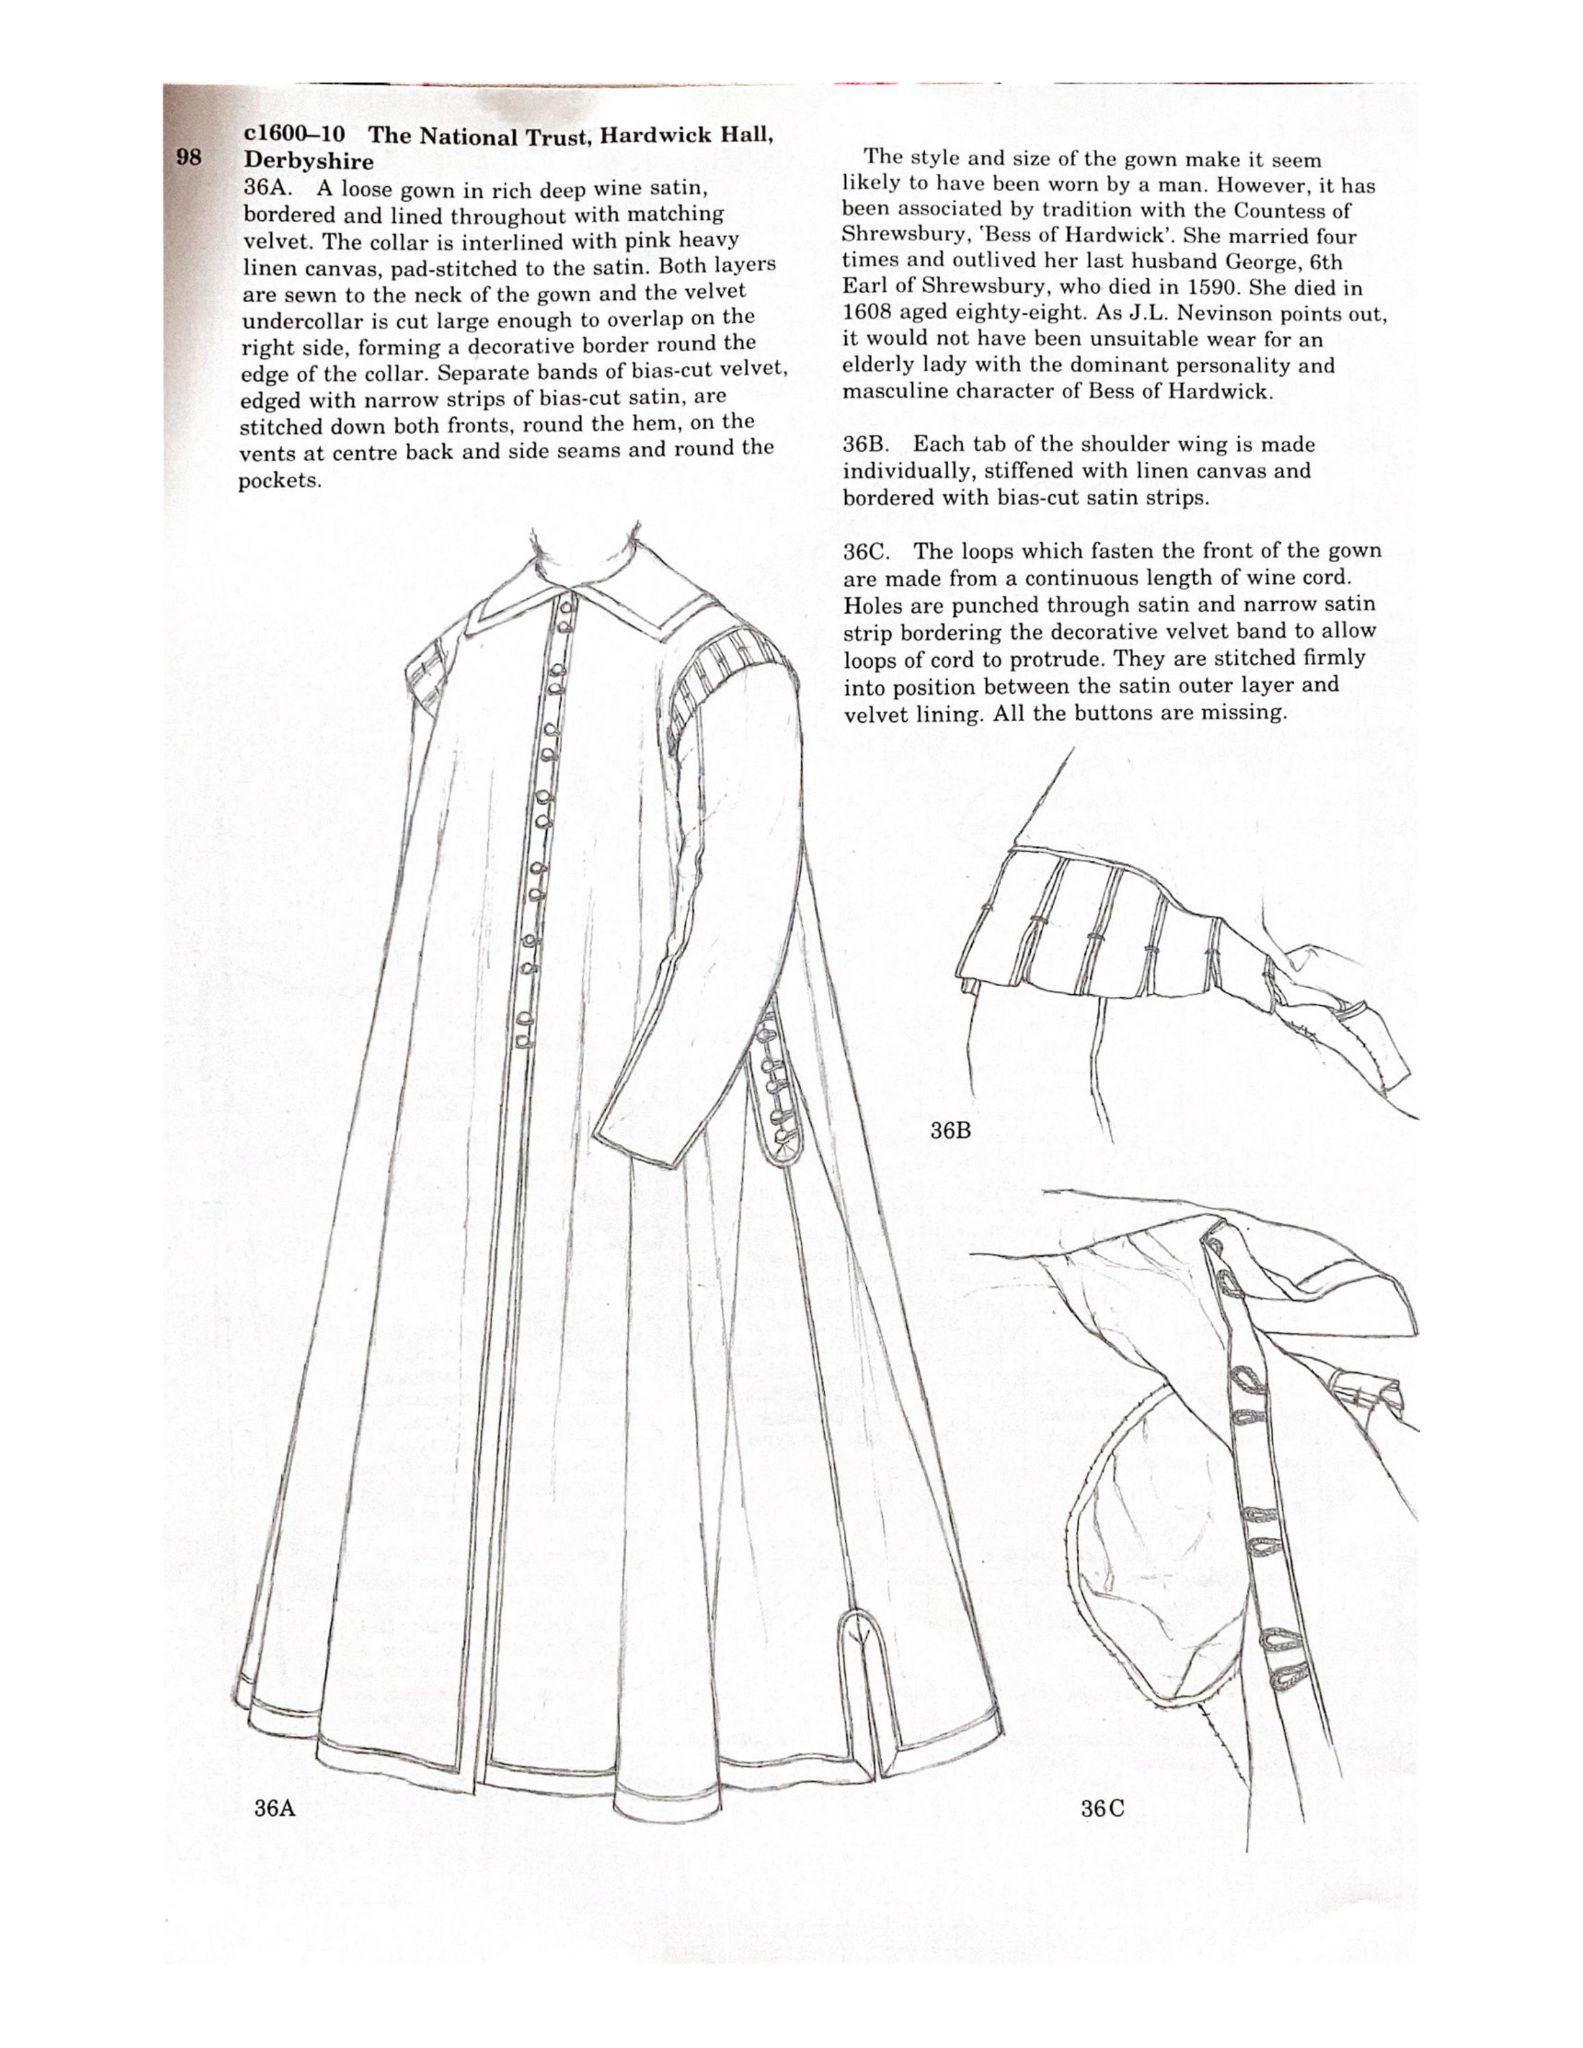 98
c1600–10 The National Trust, Hardwick Hall,
Derbyshire
36A. A loose gown in rich deep wine satin,
bordered and lined throughout with matching
velvet. The collar is interlined with pink heavy
linen canvas, pad-stitched to the satin. Both layers
are sewn to the neck of the gown and the velvet
undercollar is cut large enough to overlap on the
right side, forming a decorative border round the
edge of the collar. Separate bands of bias-cut velvet,
edged with narrow strips of bias-cut satin, are
stitched down both fronts, round the hem, on the
vents at centre back and side seams and round the
pockets.
The style and size of the gown make it seem
likely to have been worn by a man. However, it has
been associated by tradition with the Countess of
Shrewsbury, 'Bess of Hardwick'. She married four
times and outlived her last husband George, 6th
Earl of Shrewsbury, who died in 1590. She died in
1608 aged eighty-eight. As J.L. Nevinson points out,
it would not have been unsuitable wear for an
elderly lady with the dominant personality and
masculine character of Bess of Hardwick.
36B. Each tab of the shoulder wing is made
individually, stiffened with linen canvas and
bordered with bias-cut satin strips.
36C. The loops which fasten the front of the gown
are made from a continuous length of wine cord.
Holes are punched through satin and narrow satin
strip bordering the decorative velvet band to allow
loops of cord to protrude. They are stitched firmly
into position between the satin outer layer and
velvet lining. All the buttons are missing.
36B
36A
36C